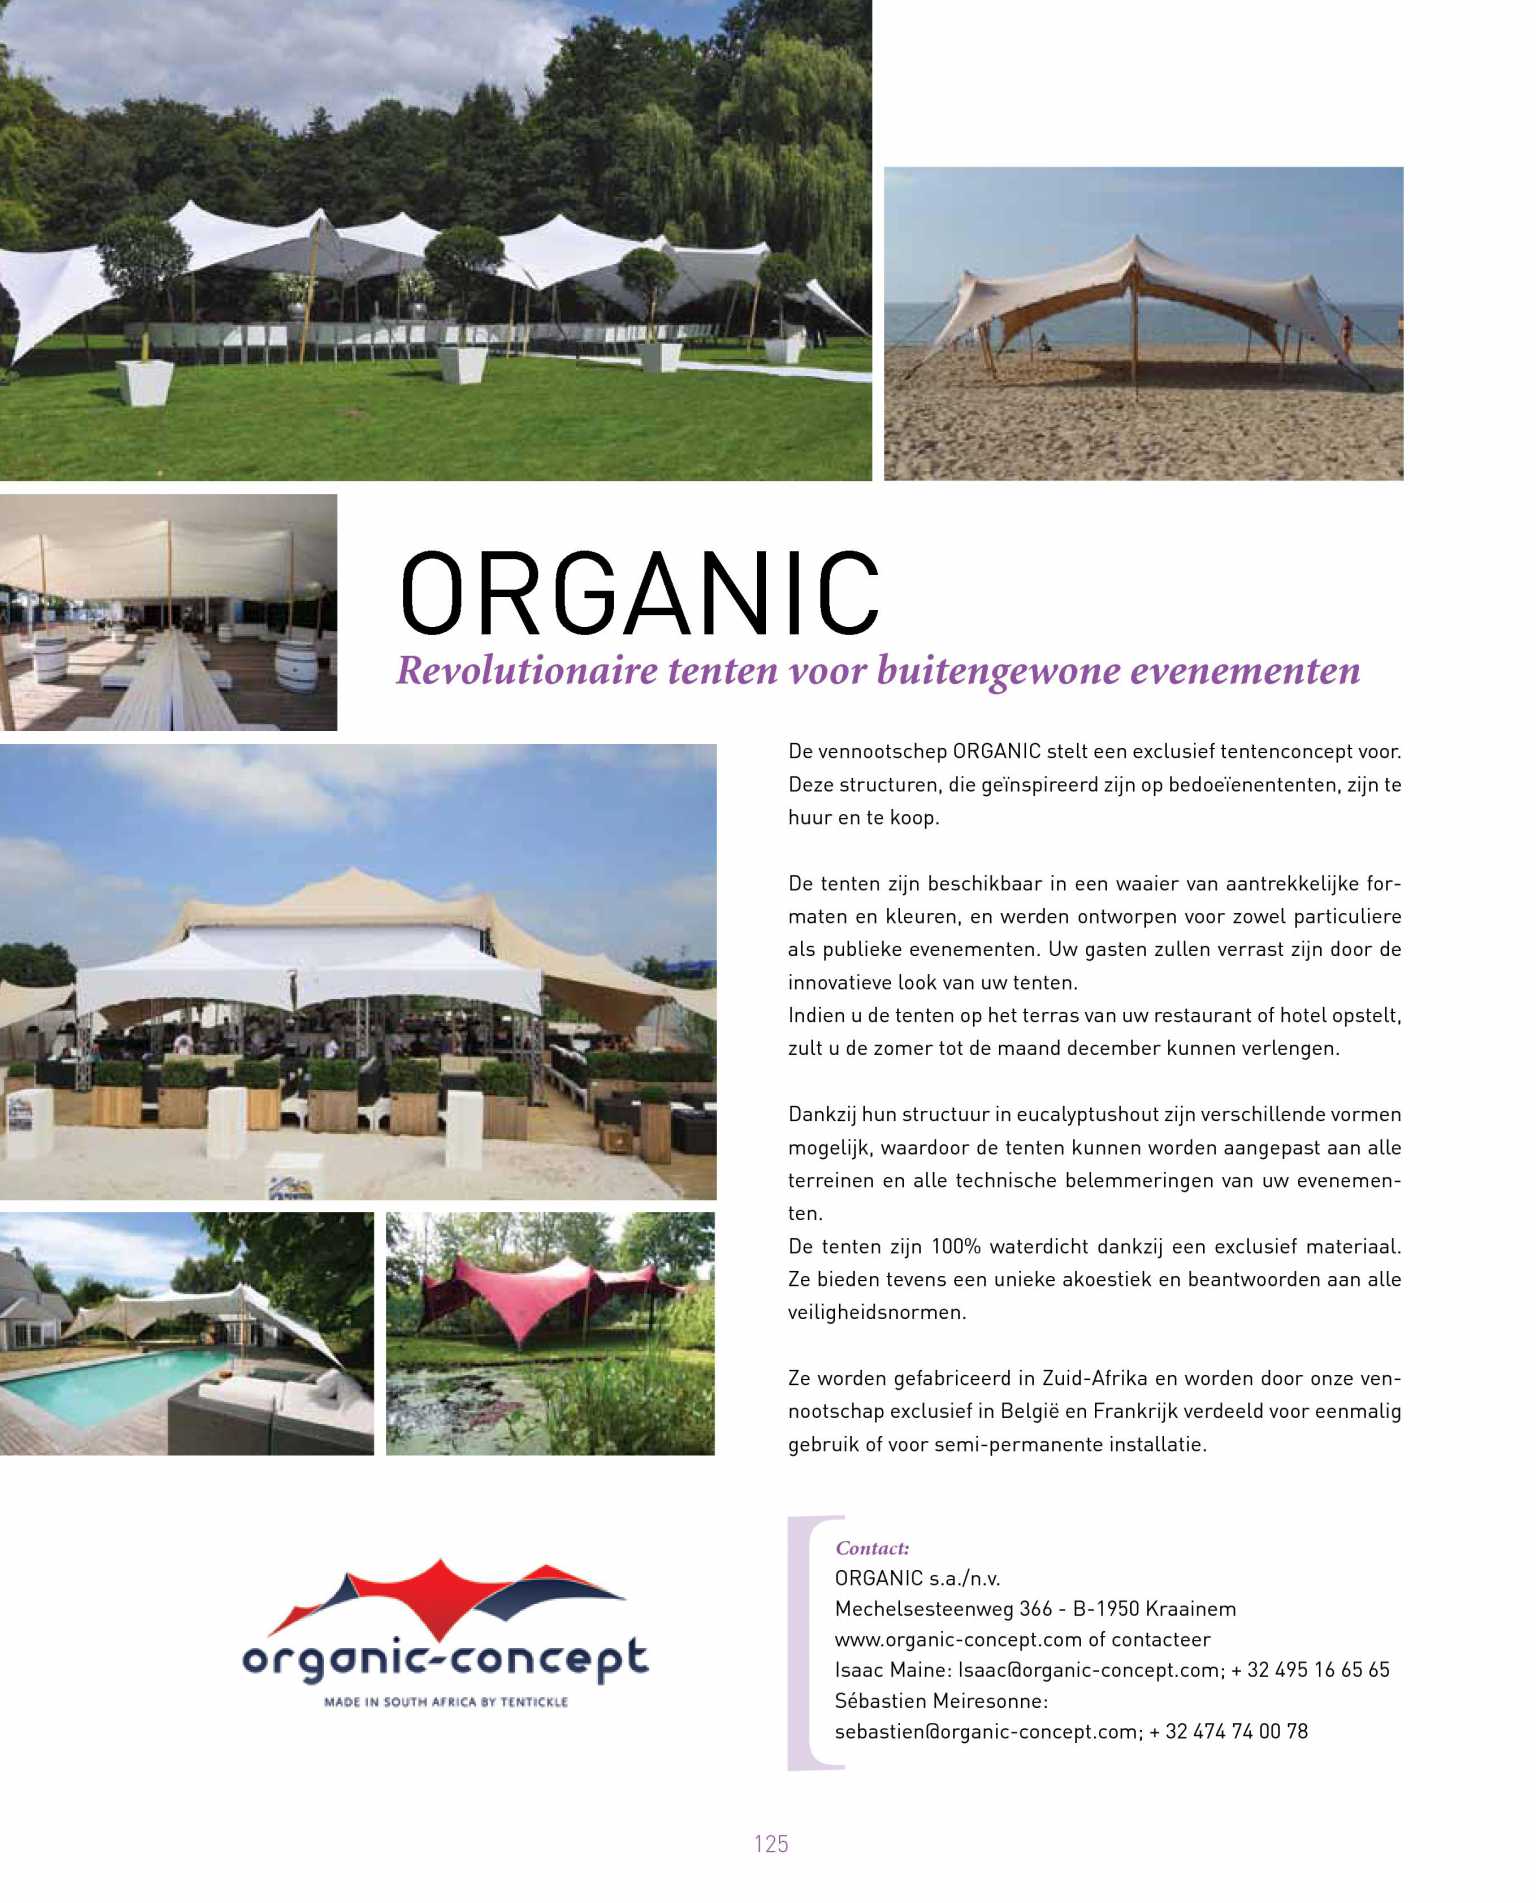 ORGANIC
Revolutionaire tenten voor buitengewone evenementen
De vennootschep ORGANIC stelt een exclusief tentenconcept voor.
Deze structuren, die geïnspireerd zijn op bedoeïenententen, zijn te
huur en te koop.
De tenten zijn beschikbaar in een waaier van aantrekkelijke for-
maten en kleuren, en werden ontworpen voor zowel particuliere
als publieke evenementen. Uw gasten zullen verrast zijn door de
innovatieve look van uw tenten.
Indien u de tenten op het terras van uw restaurant of hotel opstelt,
zult u de zomer tot de maand december kunnen verlengen.
Dankzij hun structuur in eucalyptushout zijn verschillende vormen
mogelijk, waardoor de tenten kunnen worden aangepast aan alle
terreinen en alle technische belemmeringen van uw evenemen-
ten.
De tenten zijn 100% waterdicht dankzij een exclusief materiaal.
Ze bieden tevens een unieke akoestiek en beantwoorden aan alle
veiligheidsnormen.
Ze worden gefabriceerd in Zuid-Afrika en worden door onze ven-
nootschap exclusief in België en Frankrijk verdeeld voor eenmalig
gebruik of voor semi-permanente installatie.
organic-concept
MADE IN SOUTH AFRICA BY TENTICKLE
Contact:
ORGANIC s.a./n.v.
Mechelsesteenweg 366 - B-1950 Kraainem
www.organic-concept.com of contacteer
Isaac Maine: Isaac@organic-concept.com; + 32 495 16 65 65
Sébastien Meiresonne:
sebastien@organic-concept.com; + 32 474 74 00 78
125